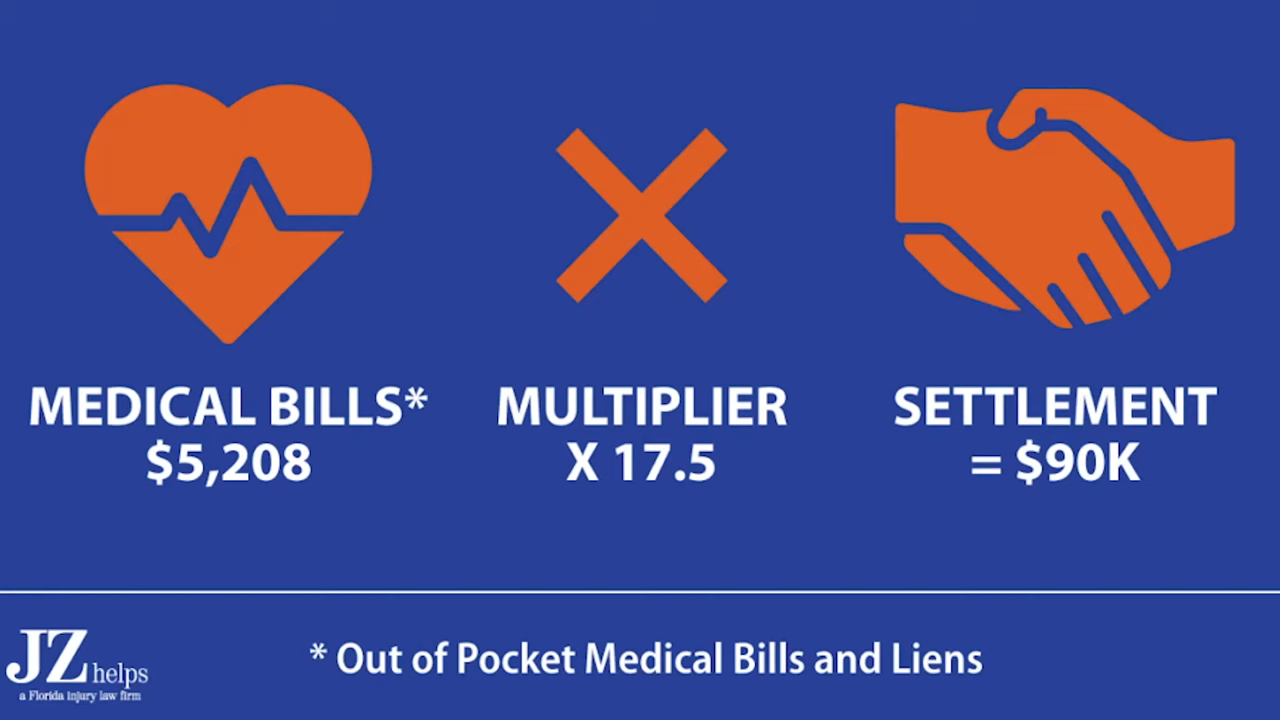 MEDICAL BILLS*
$5,208
MULTIPLIER
X 17.5
SETTLEMENT
= $90K
* Out of Pocket Medical Bills and Liens
JZ helps
a Florida injury law firm